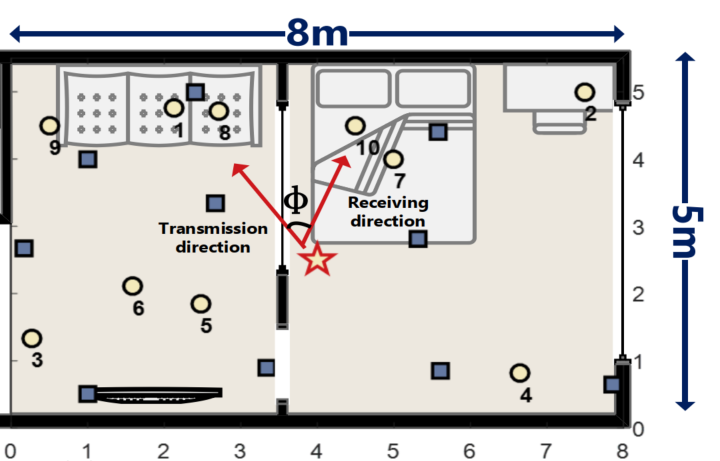 8m
5
1
2
8
9
10
4
7
Φ
Receiving
direction
Transmission
direction
3
5m
6
5
2
3
1
4
0
0 1 2 3 4 5 6 7 8